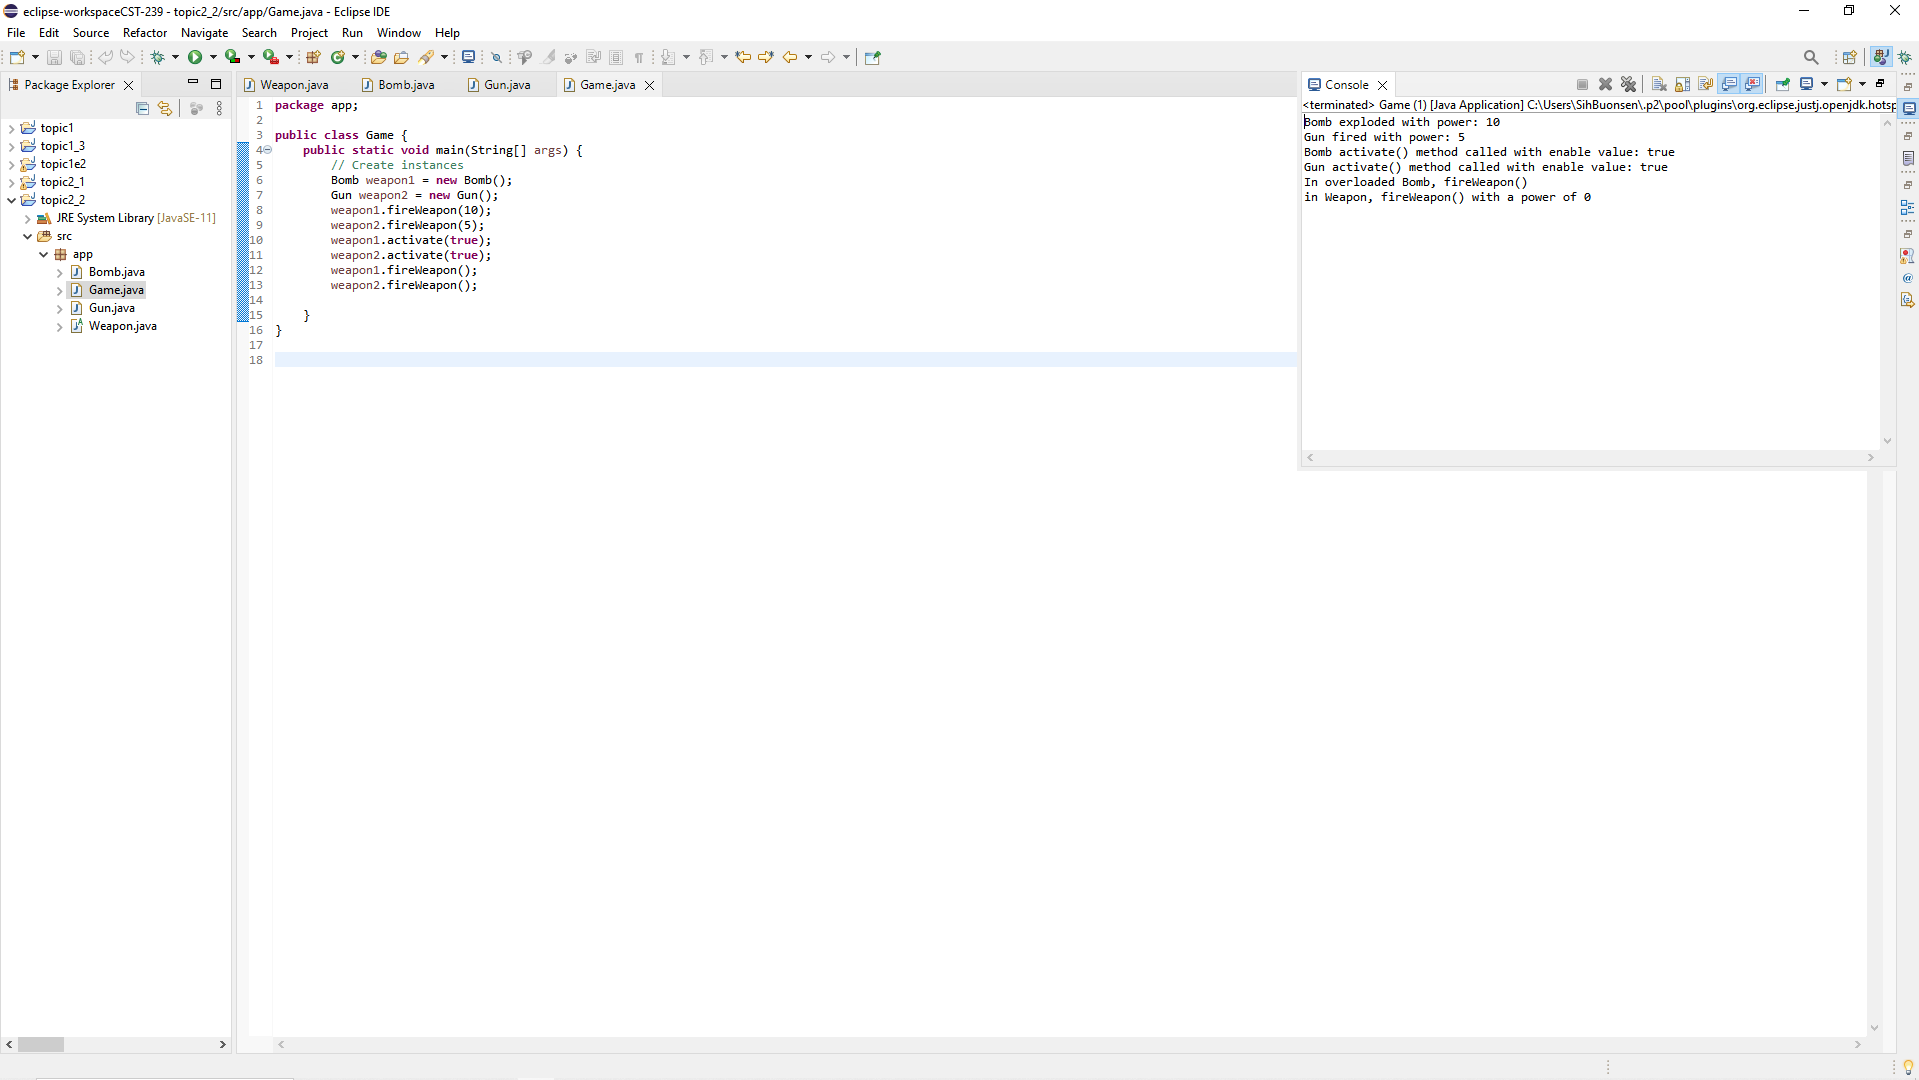 eclipse-workspaceCST-239 - topic2_2/src/app/Game.java - Eclipse IDE
File Edit Source Refactor Navigate Search Project Run Window Help
Package Explorer
topic1
topic1_3
topic1e2
topic2_1
topic2_2
JRE System Library [JavaSE-11]
src
app
Bomb.java
Game.java
Gun.java
Weapon.java
Weapon.java Bomb.java Gun.java Game.java
1 package app;
2
3 public class Game {
4 public static void main(String[] args) {
5 // Create instances
6 Bomb weapon1 = new Bomb();
7 Gun weapon2 = new Gun();
8 weapon1.fireWeapon(10);
9 weapon2.fireWeapon(5);
10 weapon1.activate(true);
11 weapon2.activate(true);
12 weapon1.fireWeapon();
13 weapon2.fireWeapon();
14
15 }
16 }
17
18
Console
<terminated> Game (1) [Java Application] C:\Users\SihBuonsen\.p2\pool\plugins\org.eclipse.justj.openjdk.hotsp
Bomb exploded with power: 10
Gun fired with power: 5
Bomb activate() method called with enable value: true
Gun activate() method called with enable value: true
In overloaded Bomb, fireWeapon()
in Weapon, fireWeapon() with a power of 0